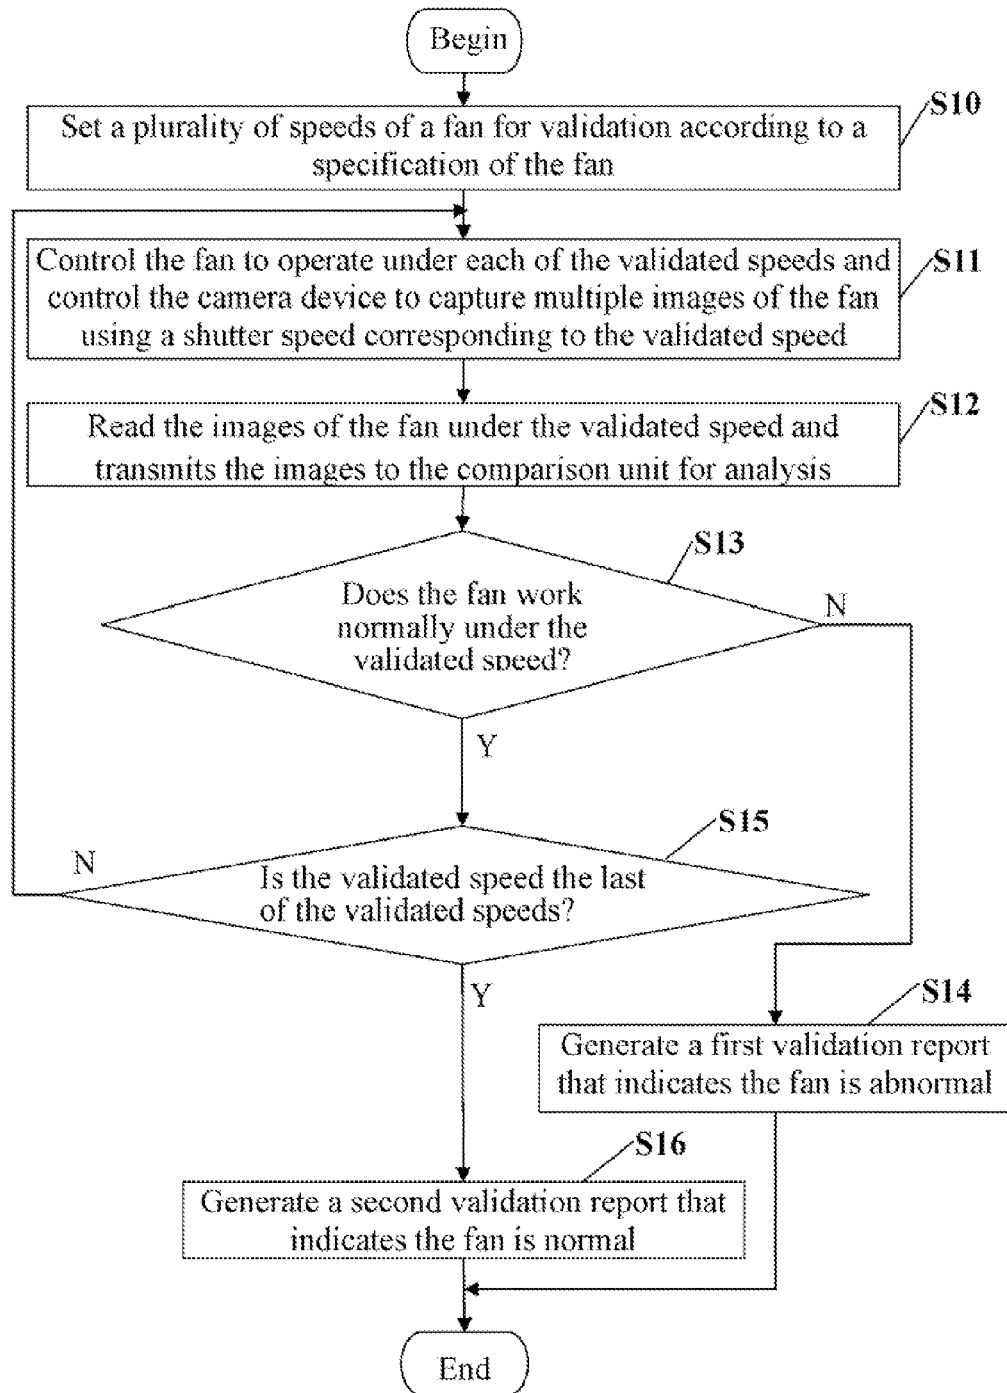 Begin
S10
Set a plurality of speeds of a fan for validation according to a
specification of the fan
S11
Control the fan to operate under each of the validated speeds and
control the camera device to capture multiple images of the fan
using a shutter speed corresponding to the validated speed
S12
Read the images of the fan under the validated speed and
transmits the images to the comparison unit for analysis
S13
Does the fan work
normally under the
validated speed?
N
Y
S15
N
Is the validated speed the last
of the validated speeds?
Y
S14
Generate a first validation report
that indicates the fan is abnormal
S16
Generate a second validation report that
indicates the fan is normal
End